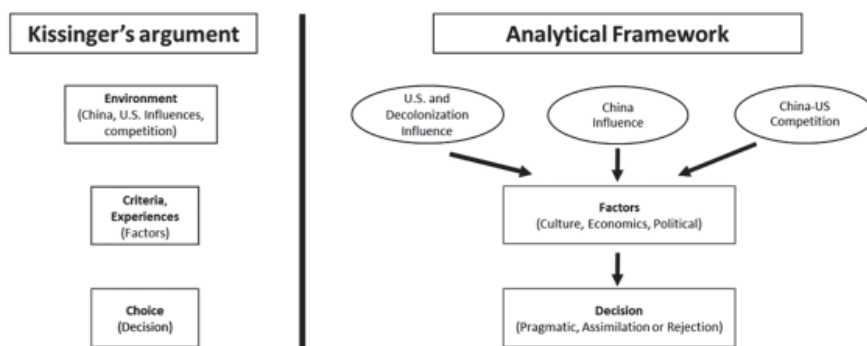 Kissinger's argument
Environment
(China, U.S. Influences,
competition)
Criteria,
Experiences
(Factors)
Choice
(Decision)
Analytical Framework
U.S. and
Decolonization
Influence
China
Influence
China-US
Competition
Factors
(Culture, Economics, Political)
Decision
(Pragmatic, Assimilation or Rejection)